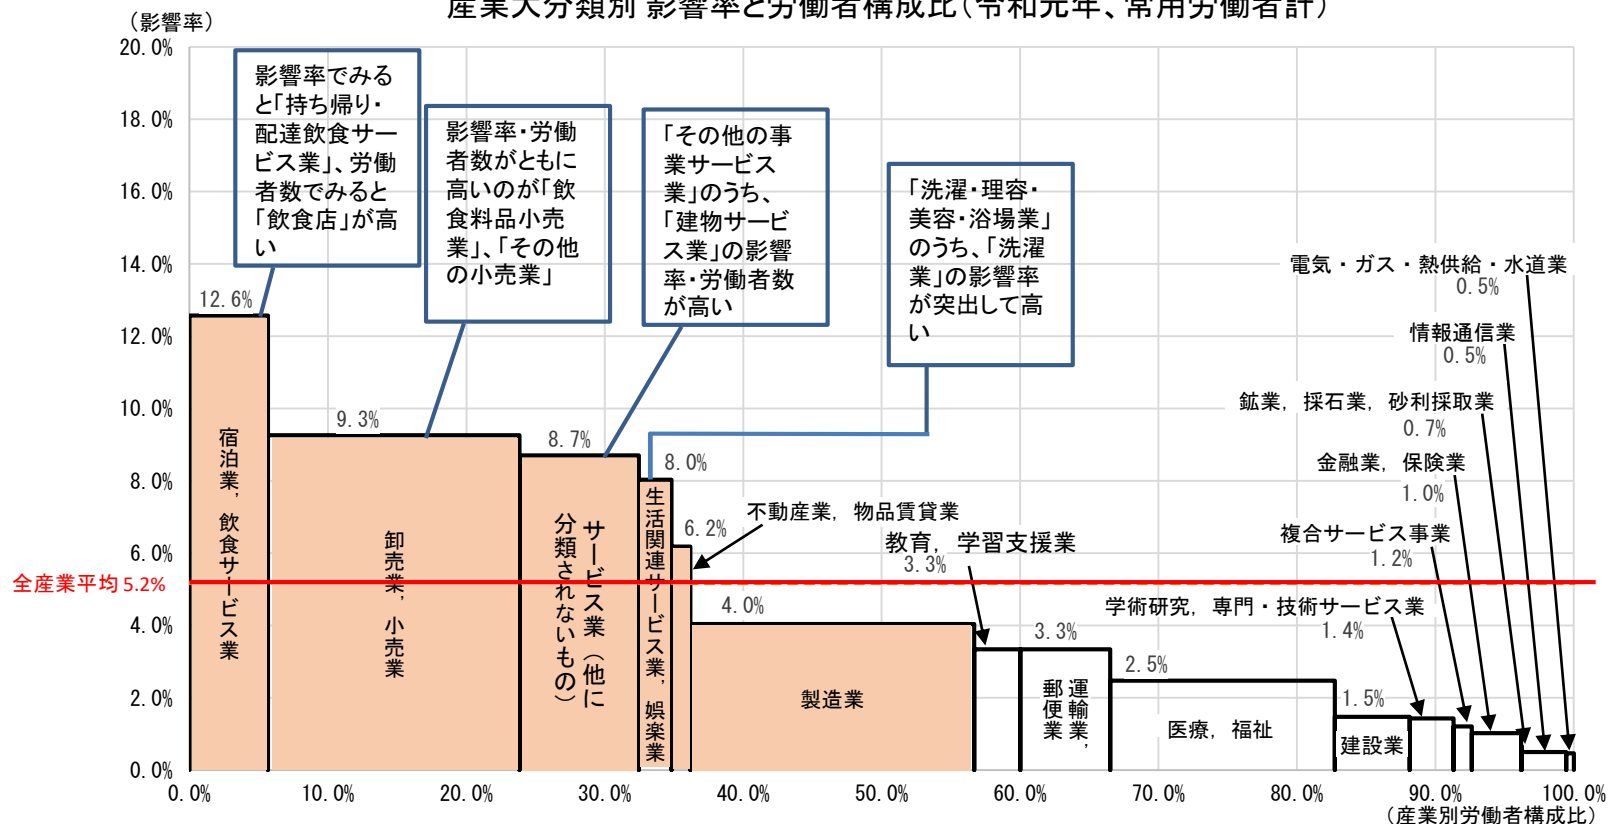 産業大分類別 影響率と労働者構成比（令和元年、常用労働者計）
（影響率）
20.0%
18.0%
16.0%
14.0%
12.0%
10.0%
8.0%
6.0%
4.0%
2.0%
0.0%
全産業平均 5.2%
影響率でみる
と「持ち帰り・
配達飲食サー
ビス業」、労働
者数でみると
「飲食店」が高
い
影響率・労働
者数がともに
高いのが「飲
食料品小売
業」、「その他
の小売業」
「その他の事
業サービス
業」のうち、
「建物サービ
ス業」の影響
率・労働者数
が高い
「洗濯・理容・
美容・浴場業」
のうち、「洗濯
業」の影響率
が突出して高
い
12.6%
宿泊業，飲食サービス業
9.3%
卸売業，小売業
8.7%
サービス業（他に
分類されないもの）
8.0%
生活関連サービス業，娯楽業
6.2%
不動産業，物品賃貸業
4.0%
製造業
教育，学習支援業
3.3%
3.3%
運輸業，
郵便業
2.5%
医療，福祉
1.5%
建設業
学術研究，専門・技術サービス業
1.4%
複合サービス事業
1.2%
金融業，保険業
1.0%
鉱業，採石業，砂利採取業
0.7%
情報通信業
0.5%
電気・ガス・熱供給・水道業
0.5%
0.0%
10.0%
20.0%
30.0%
40.0%
50.0%
60.0%
70.0%
80.0%
90.0%
100.0%
（産業別労働者構成比）